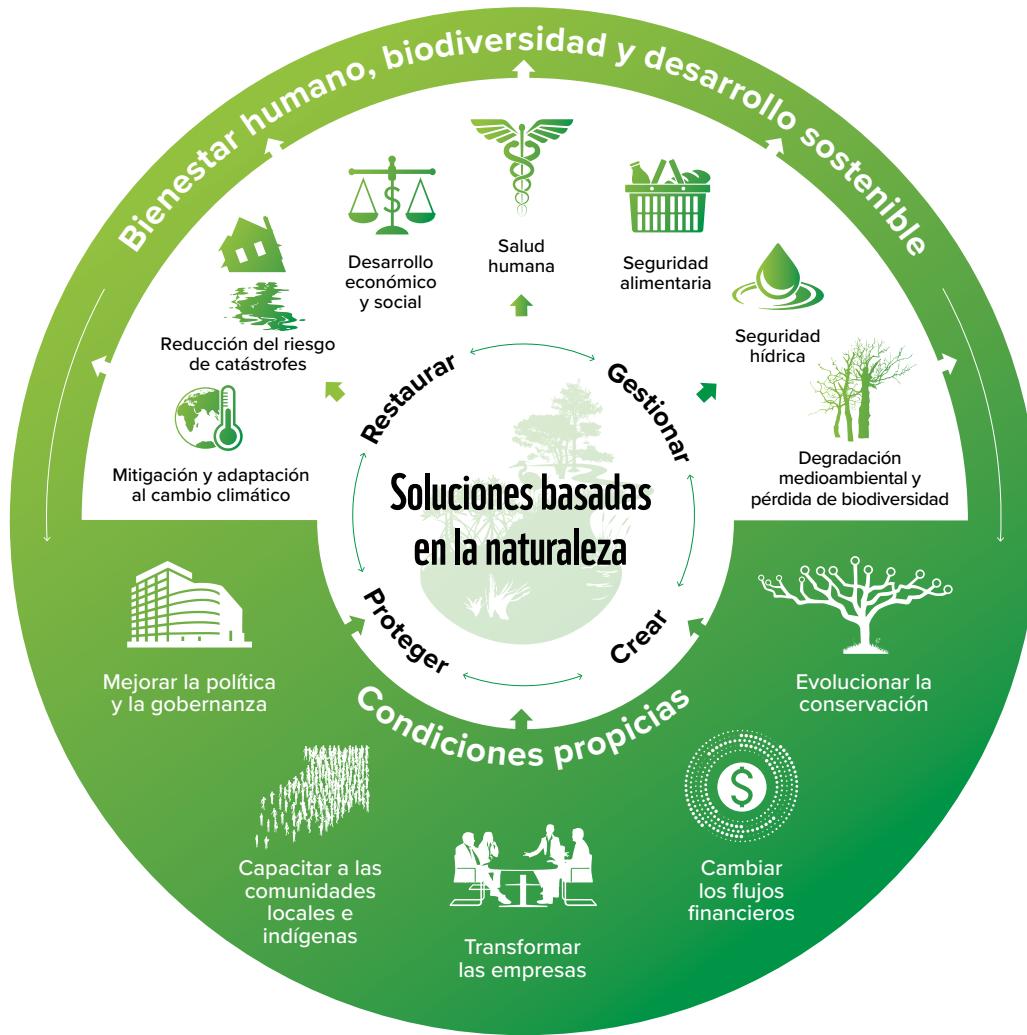 Bienestar humano, biodiversidad y desarrollo sostenible
Salud
humana
Desarrollo
económico
y social
Seguridad
alimentaria
Reducción del riesgo
de catástrofes
Seguridad
hídrica
Mitigación y adaptación
al cambio climático
Degradación
medioambiental y
pérdida de biodiversidad
Restaurar
Gestionar
Soluciones basadas
en la naturaleza
Proteger
Crear
Condiciones propicias
Mejorar la política
y la gobernanza
Evolucionar la
conservación
Capacitar a las
comunidades
locales e
indígenas
Cambiar
los flujos
financieros
Transformar
las empresas